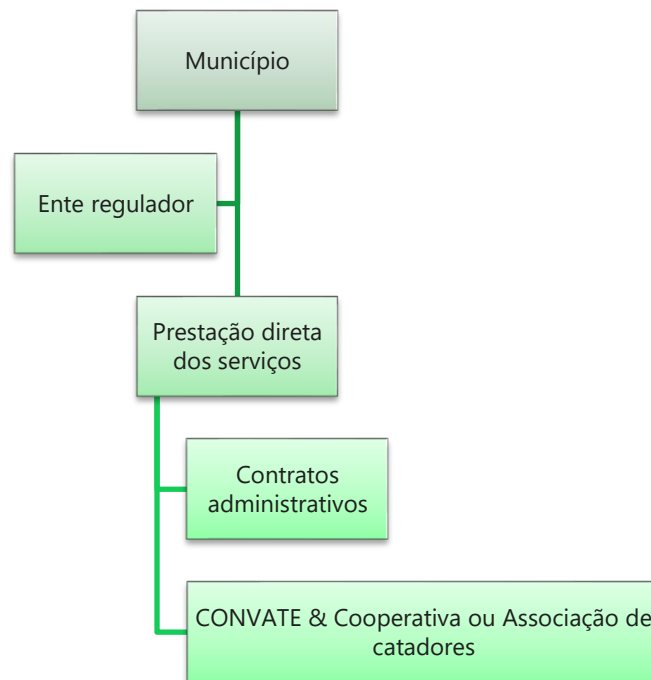 Município
Ente regulador
Prestação direta
dos serviços
Contratos
administrativos
CONVATE & Cooperativa ou Associação de
catadores